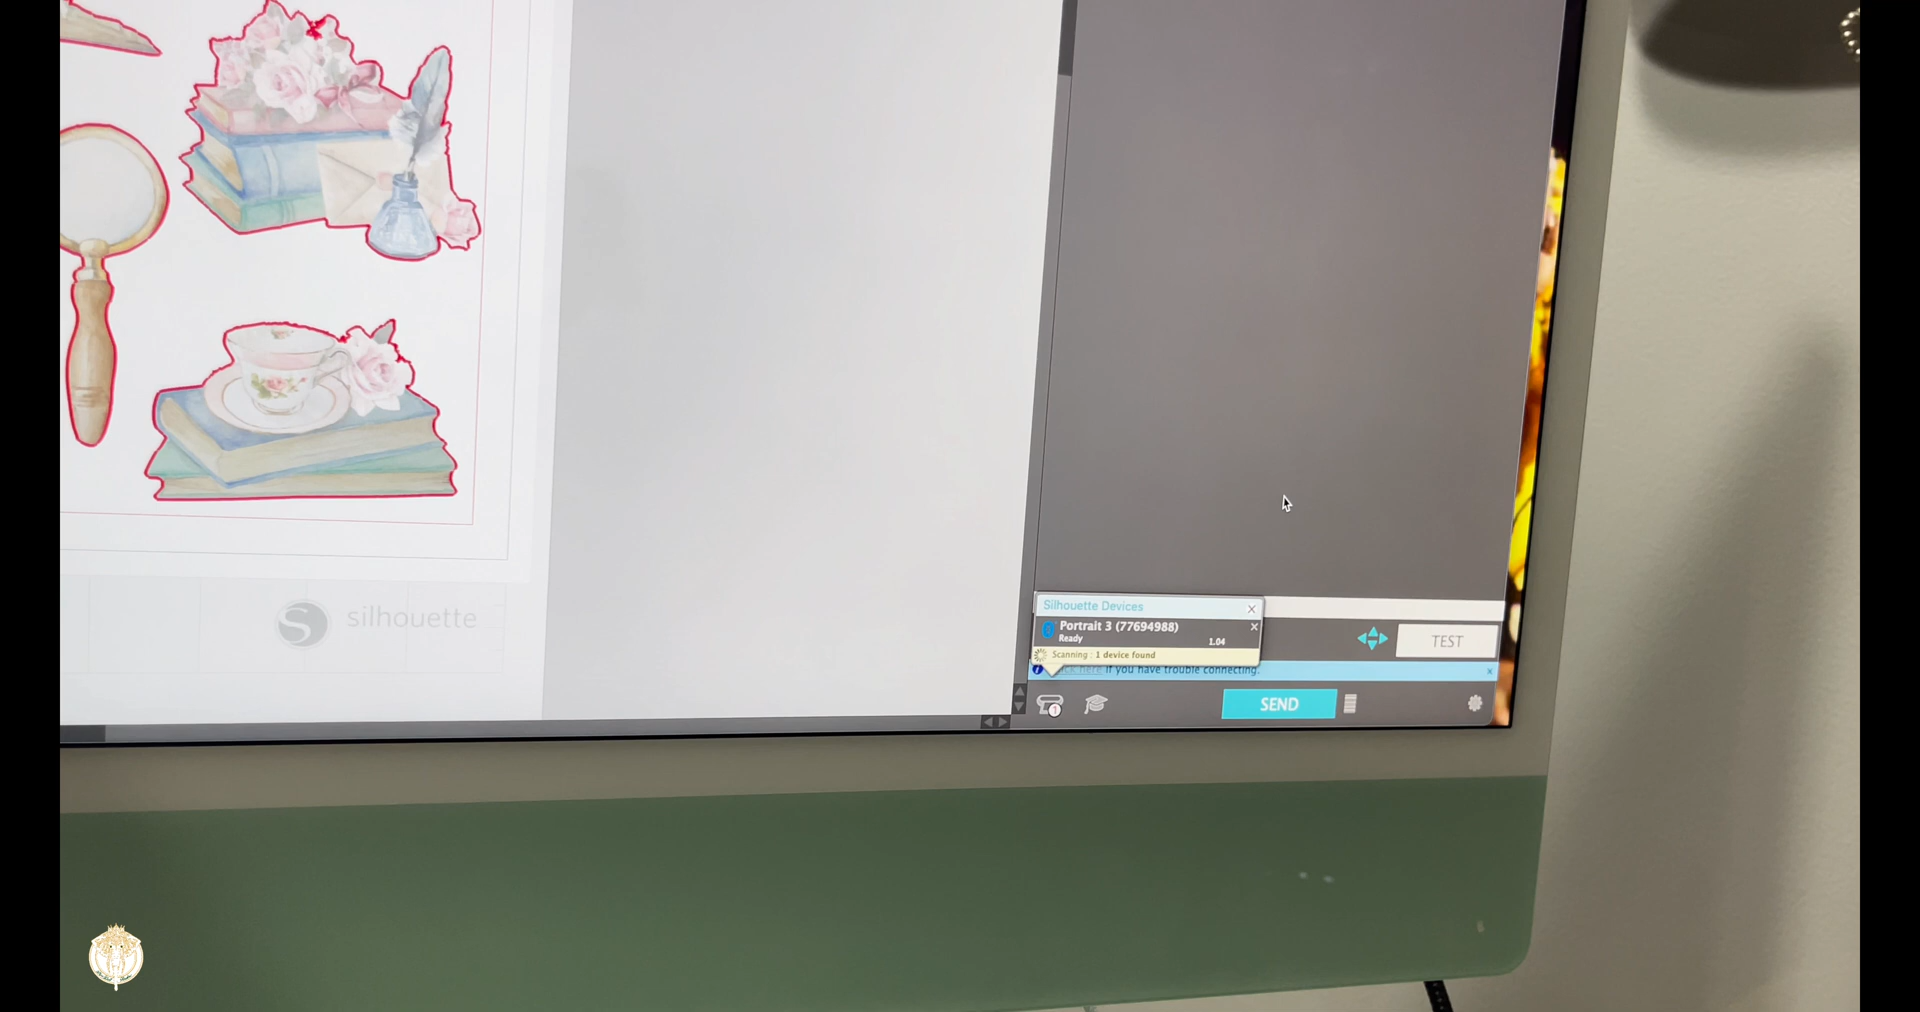 silhouette
Silhouette Devices
Portrait 3 (77694988)
Ready
1.04
Scanning : 1 device found
if you have trouble connecting.
TEST
1
SEND